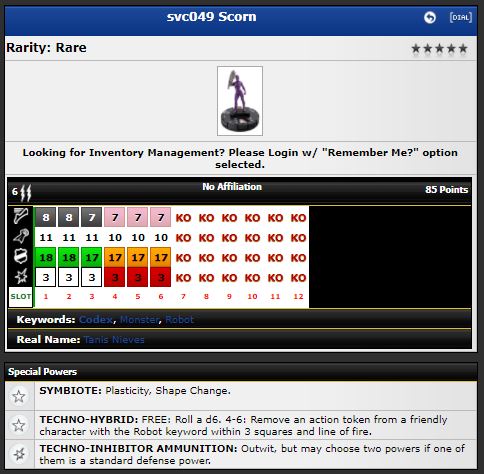 svc049 Scorn
[DIAL]
Rarity: Rare
Looking for Inventory Management? Please Login w/ "Remember Me?" option
selected.
6
No Affiliation
85 Points
8 8 7 7 7 7 KO KO KO KO KO KO
11 11 11 10 10 10 KO KO KO KO KO KO
18 18 17 17 17 17 KO KO KO KO KO KO
3 3 3 3 3 3 KO KO KO KO KO KO
SLOT 1 2 3 4 5 6 7 8 9 10 11 12
Keywords: Codex, Monster, Robot
Real Name: Tanis Nieves
Special Powers
SYMBIOTE: Plasticity, Shape Change.
TECHNO-HYBRID: FREE: Roll a d6. 4-6: Remove an action token from a friendly
character with the Robot keyword within 3 squares and line of fire.
TECHNO-INHIBITOR AMMUNITION: Outwit, but may choose two powers if one of
them is a standard defense power.